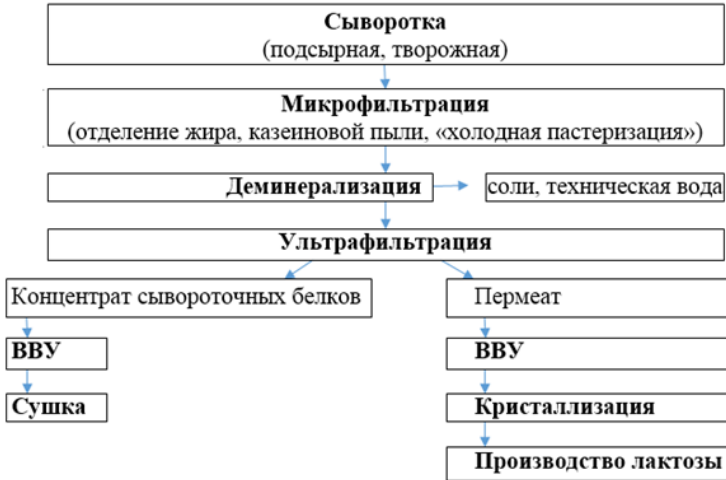 Сыворотка
(подсырная, творожная)
Микрофильтрация
(отделение жира, казеиновой пыли, «холодная пастеризация»)
Деминерализация
соли, техническая вода
Ультрафильтрация
Концентрат сывороточных белков
Пермеат
ВВУ
ВВУ
Сушка
Кристаллизация
Производство лактозы